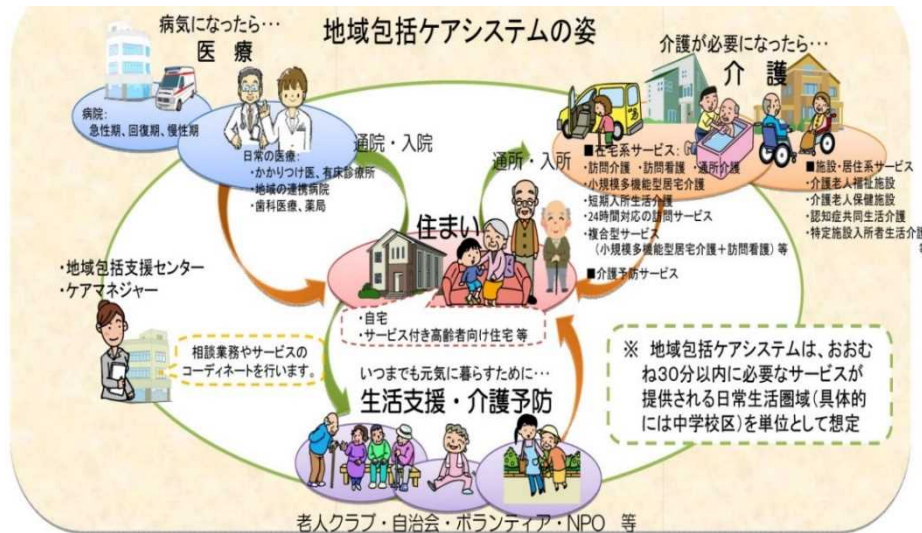 地域包括ケアシステムの姿
病気になったら…
医 療
病院:
急性期、回復期、慢性期
日常の医療:
・かかりつけ医、有床診療所
・地域の連携病院
・歯科医療、薬局
通院・入院
介護が必要になったら…
介 護
通所・入所
■在宅系サービス:
・訪問介護 ・訪問看護 ・通所介護
・小規模多機能型居宅介護
・短期入所生活介護
・24時間対応の訪問サービス
・複合型サービス
(小規模多機能型居宅介護+訪問看護)等
■介護予防サービス
■施設・居住系サービス
・介護老人福祉施設
・介護老人保健施設
・認知症共同生活介護
・特定施設入所者生活介護
等
住まい
・自宅
・サービス付き高齢者向け住宅 等
・地域包括支援センター
・ケアマネジャー
相談業務やサービスの
コーディネートを行います。
いつまでも元気に暮らすために…
生活支援・介護予防
老人クラブ・自治会・ボランティア・NPO 等
※ 地域包括ケアシステムは、おおむ
ね30分以内に必要なサービスが
提供される日常生活圏域(具体的
には中学校区)を単位として想定